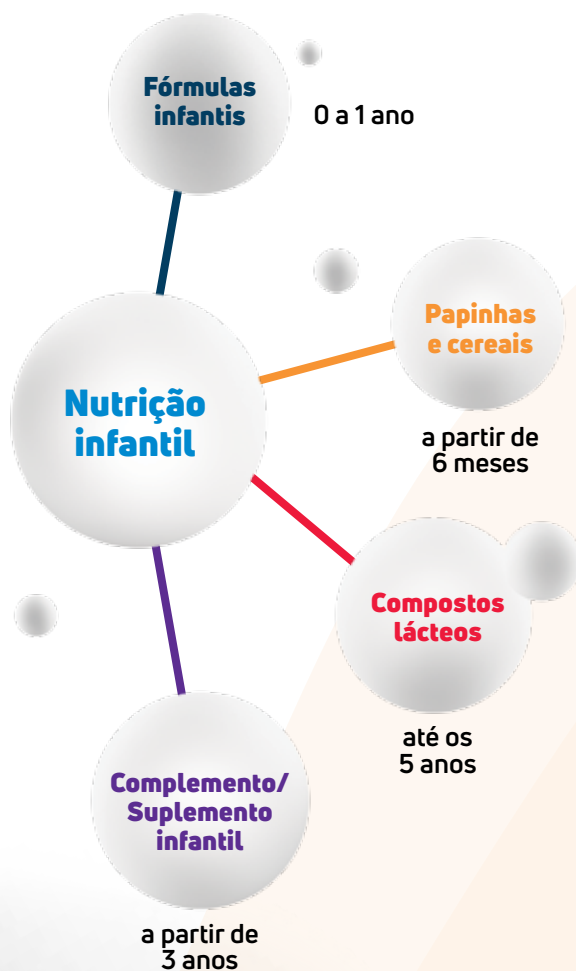 Fórmulas
infantis
0 a 1 ano
Papinhas
e cereais
a partir de
6 meses
Nutrição
infantil
Compostos
lácteos
até os
5 anos
Complemento/
Suplemento
infantil
a partir de
3 anos